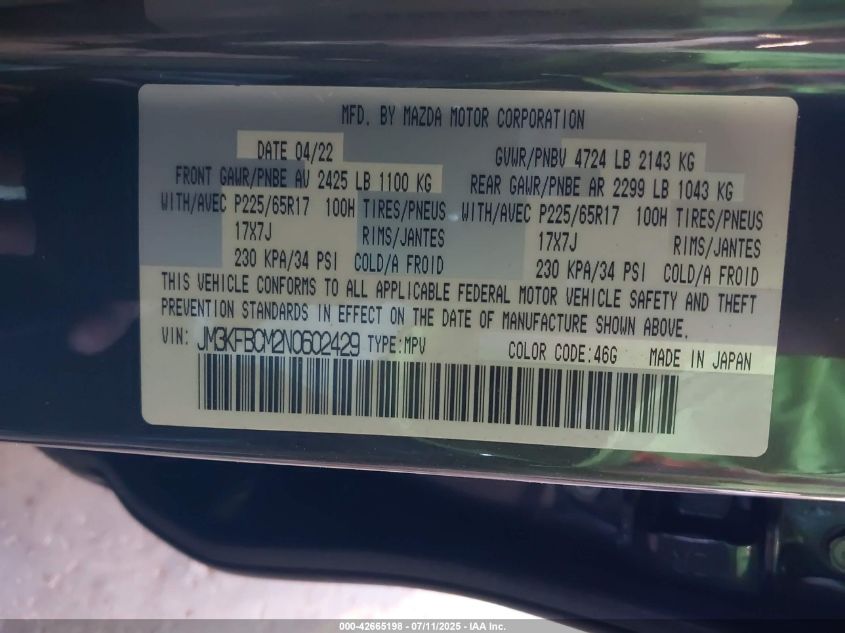 MFD. BY MAZDA MOTOR CORPORATION
DATE 04/22 GVWR/PNBV 4724 LB 2143 KG
FRONT GAWR/PNBE AV 2425 LB 1100 KG REAR GAWR/PNBE AR 2299 LB 1043 KG
WITH/AVEC P225/65R17 100H TIRES/PNEUS WITH/AVEC P225/65R17 100H TIRES/PNEUS
17X7J RIMS/JANTES 17X7J RIMS/JANTES
230 KPA/34 PSI COLD/A FROID 230 KPA/34 PSI COLD/A FROID
THIS VEHICLE CONFORMS TO ALL APPLICABLE FEDERAL MOTOR VEHICLE SAFETY AND THEFT
PREVENTION STANDARDS IN EFFECT ON THE DATE OF MANUFACTURE SHOWN ABOVE.
VIN: JM3KFBCM2N0602429 TYPE:MPV COLOR CODE:46G MADE IN JAPAN
000-42665198 - 07/11/2025 - IAA Inc.